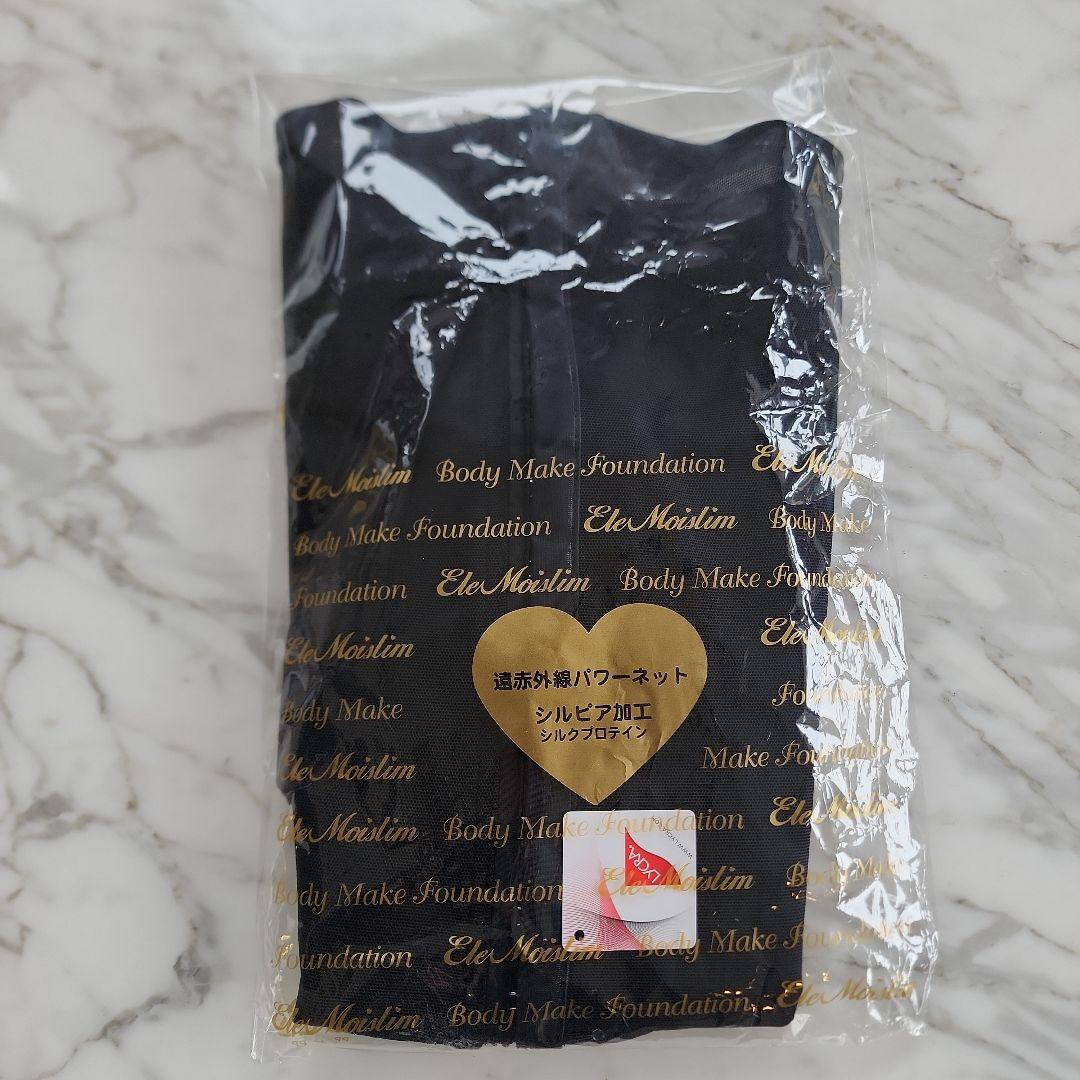 Ele Moislim Body Make Foundation Ele Moislim
Body Make Foundation Ele Moislim Body Make
Foundation Ele Moislim Body Make Foundation
Ele Moislim Ele Moislim
遠赤外線パワーネット
Body Make Foundation
シルピア加工
シルクプロテイン
Ele Moislim Make Foundation
Ele Moislim Body Make Foundation Ele Moislim
LYCRA
Body Make Foundation Ele Moislim Body Make
Foundation Ele Moislim Body Make Foundation
Ele Moislim Body Make Foundation Ele Moislim